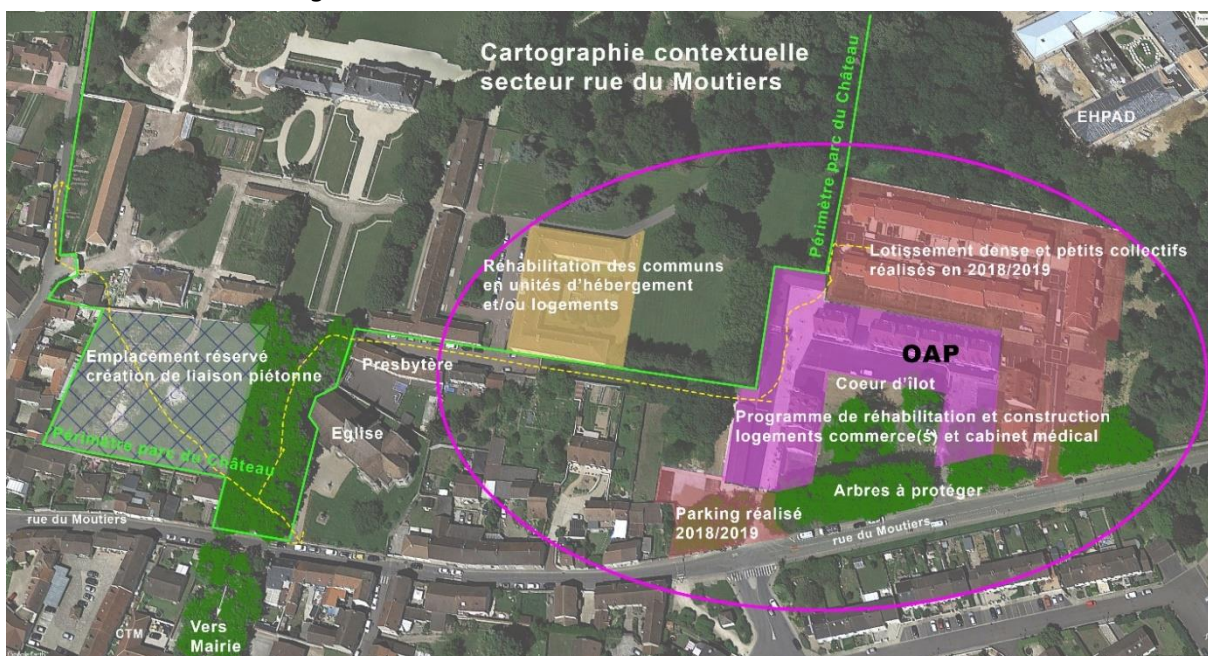 Cartographie contextuelle
secteur rue du Moutiers
EHPAD
Périmètre parc du Château
Lotissement dense et petits collectifs
réalisés en 2018/2019
Réhabilitation des communs
en unités d'hébergement
et/ou logements
OAP
Coeur d'îlot
Emplacement réservé
création de liaison piétonne
Presbytère
Programme de réhabilitation et construction
logements commerce(s) et cabinet médical
Eglise
Périmètre parc du Château
Arbres à protéger
Parking réalisé
2018/2019
rue du Moutiers
rue du Moutiers
CTM
Vers
Mairie